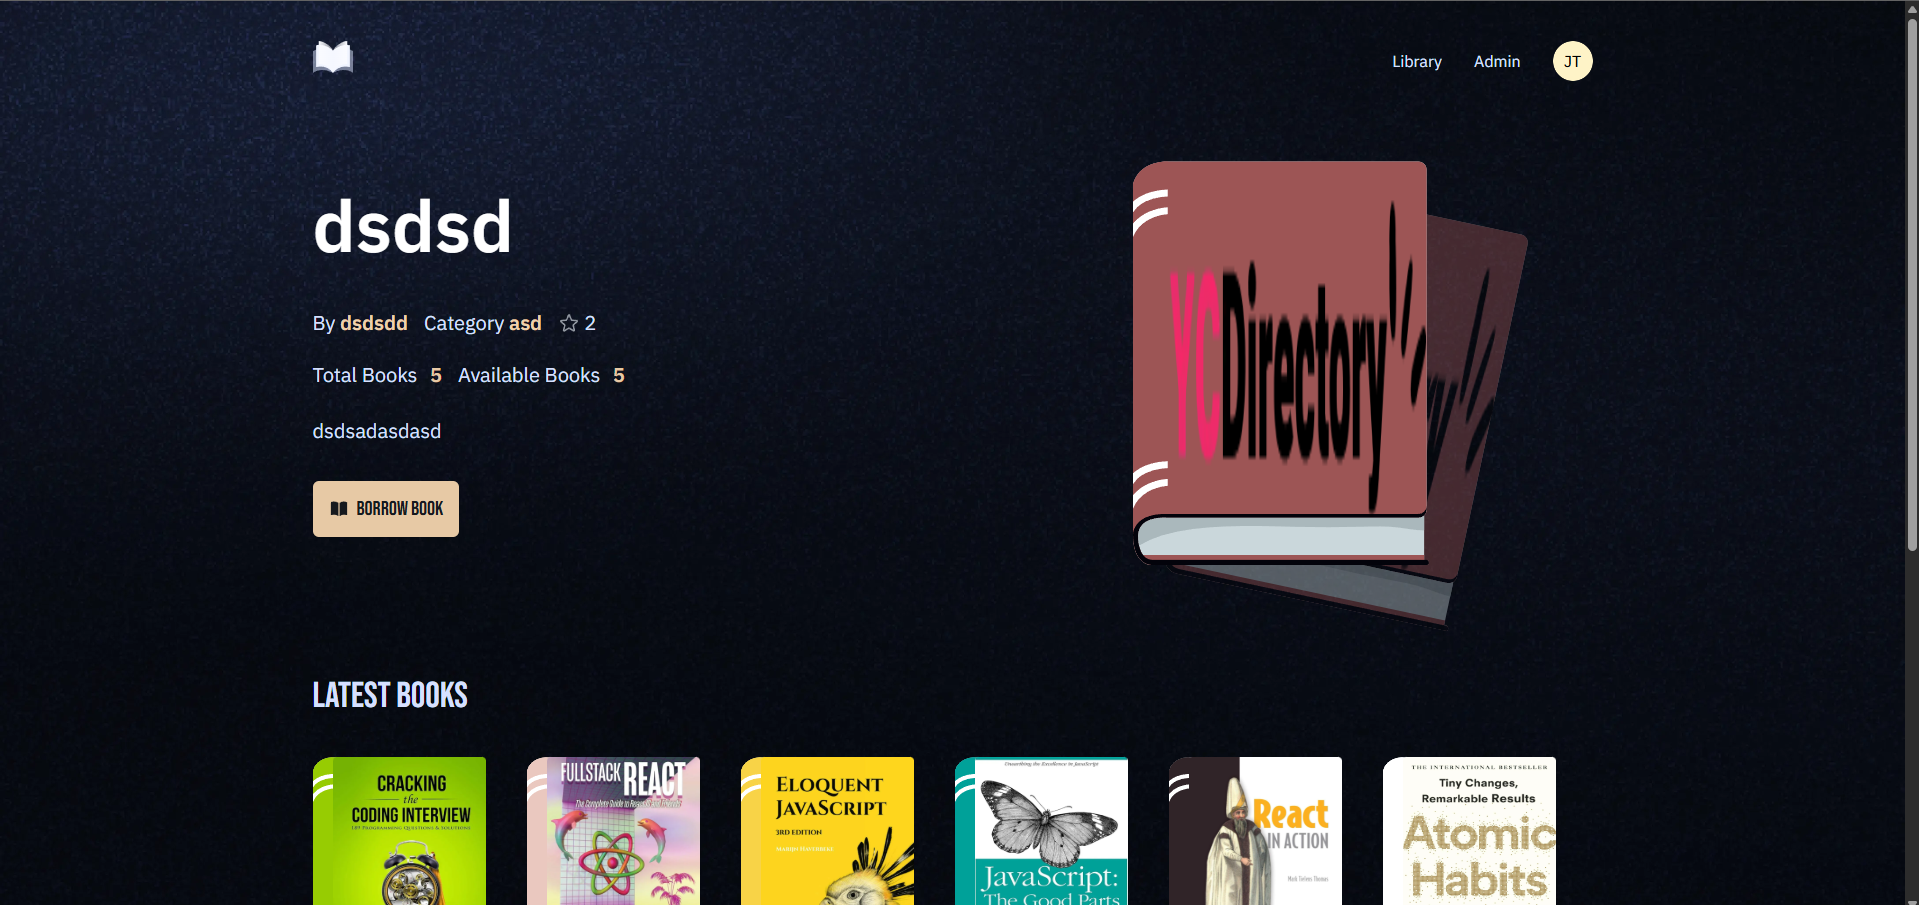 Library Admin JT
dsdsd
By dsdsdd Category asd 2
Total Books 5 Available Books 5
dsdsadasdasd
BORROW BOOK
YCDirectory
LATEST BOOKS
CRACKING
the
CODING INTERVIEW
189 PROGRAMMING QUESTIONS & SOLUTIONS
FULLSTACK REACT
The Complete Guide to
ELOQUENT
JAVASCRIPT
3RD EDITION
MARIJN HAVERBEKE
Unearthing the Excellence in JavaScript
JavaScript:
The Good Parts
React
IN ACTION
Mark Tielens Thomas
THE INTERNATIONAL BESTSELLER
Tiny Changes,
Remarkable Results
Atomic
Habits